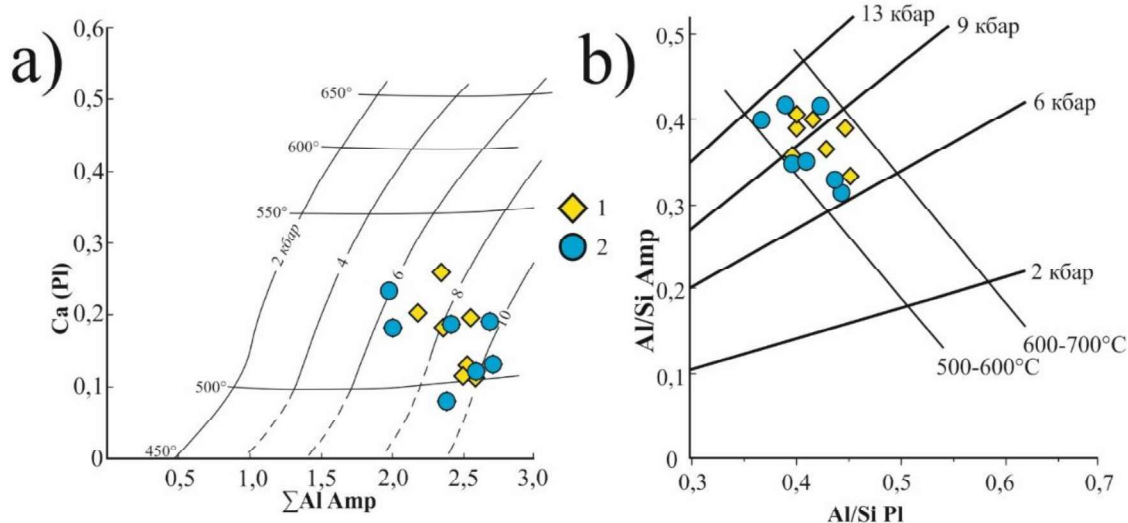 a)
0,6
0,5
0,4
0,3
0,2
0,1
0
Ca (Pl)
650°
600°
550°
500°
450°
2 кбар
4
6
8
10
0,5
1,0
1,5
2,0
2,5
3,0
∑Al Amp
1
2
b)
0,5
0,4
0,3
0,2
0,1
0
Al/Si Amp
13 кбар
9 кбар
6 кбар
2 кбар
600-700°C
500-600°C
0,3
0,4
0,5
0,6
0,7
Al/Si Pl